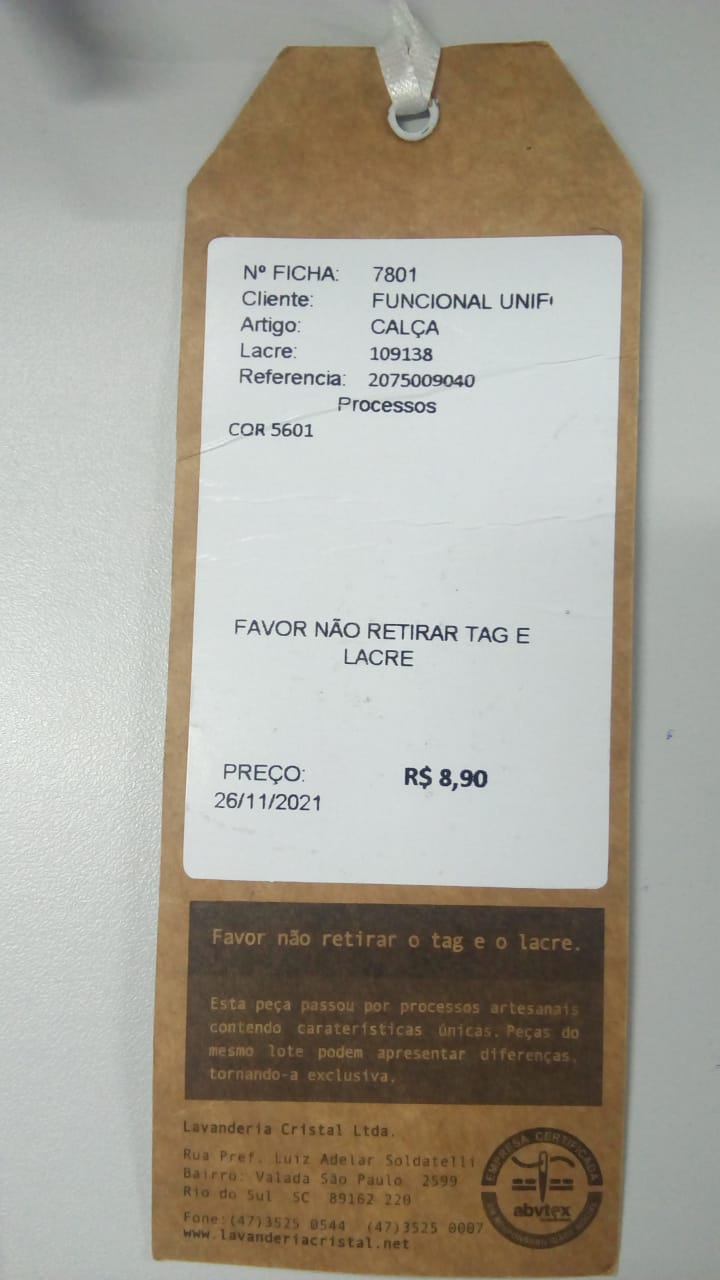 Nº FICHA: 7801
Cliente: FUNCIONAL UNIF
Artigo: CALÇA
Lacre: 109138
Referencia: 2075009040
Processos
COR 5601
FAVOR NÃO RETIRAR TAG E
LACRE
PREÇO: R$ 8,90
26/11/2021
Favor não retirar o tag e o lacre.
Esta peça passou por processos artesanais
contendo caraterísticas únicas. Peças do
mesmo lote podem apresentar diferenças,
tornando-a exclusiva.
Lavanderia Cristal Ltda.
Rua Pref. Luiz Adelar Soldatelli
Bairro: Valada São Paulo 2599
Rio do Sul SC 89162 220
Fone:(47)3525 0544 (47)3525 0007
www.lavanderiacristal.net
EMPRESA CERTIFICADA
abvtex